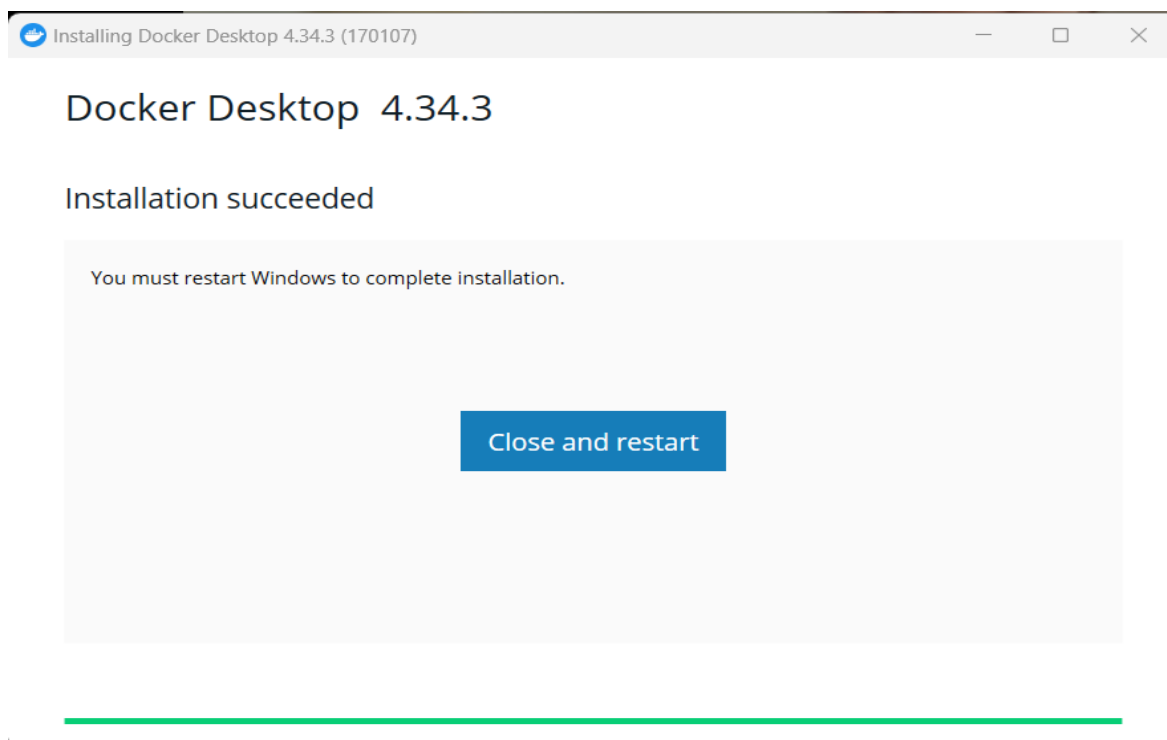 Installing Docker Desktop 4.34.3 (170107)
Docker Desktop 4.34.3
Installation succeeded
You must restart Windows to complete installation.
Close and restart